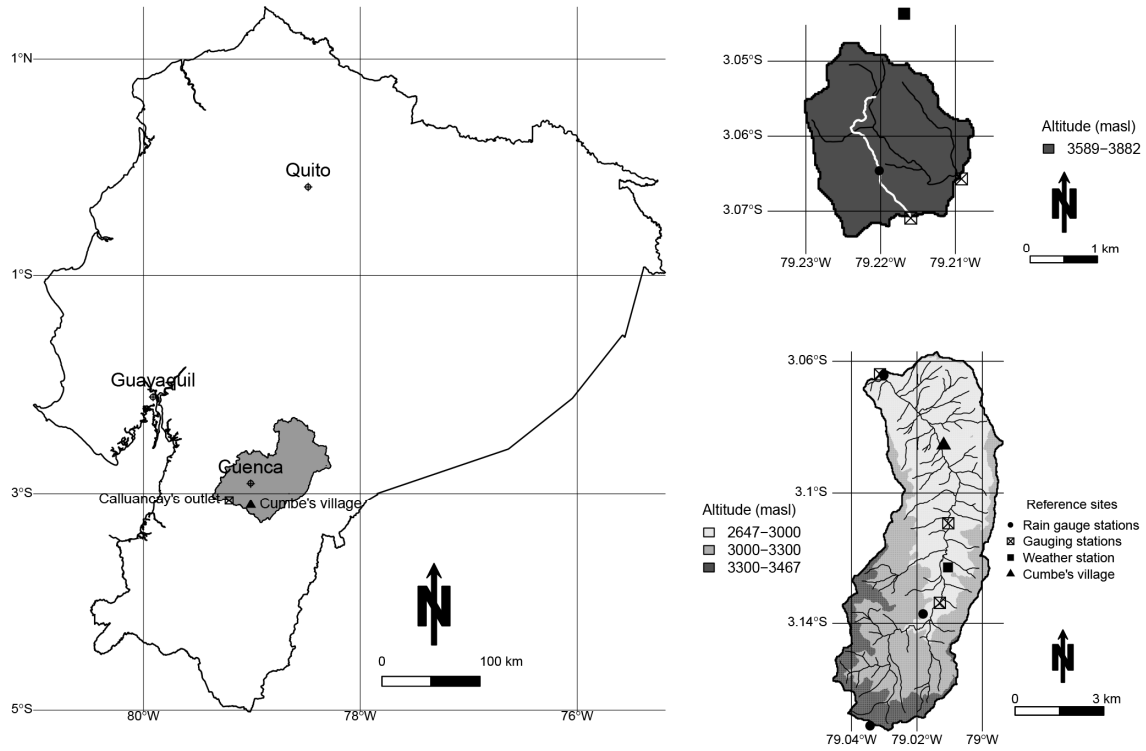 1°N
Quito
1°S
Guayaquil
Cuenca
3°S
Calluancay's outlet
Cumbe's village
N
0 100 km
5°S
80°W 78°W 76°W
3.05°S
3.06°S
3.07°S
79.23°W 79.22°W 79.21°W
Altitude (masl)
3589−3882
N
0 1 km
3.06°S
3.1°S
3.14°S
79.04°W 79.02°W 79°W
Altitude (masl)
2647−3000
3000−3300
3300−3467
Reference sites
Rain gauge stations
Gauging stations
Weather station
Cumbe's village
N
0 3 km